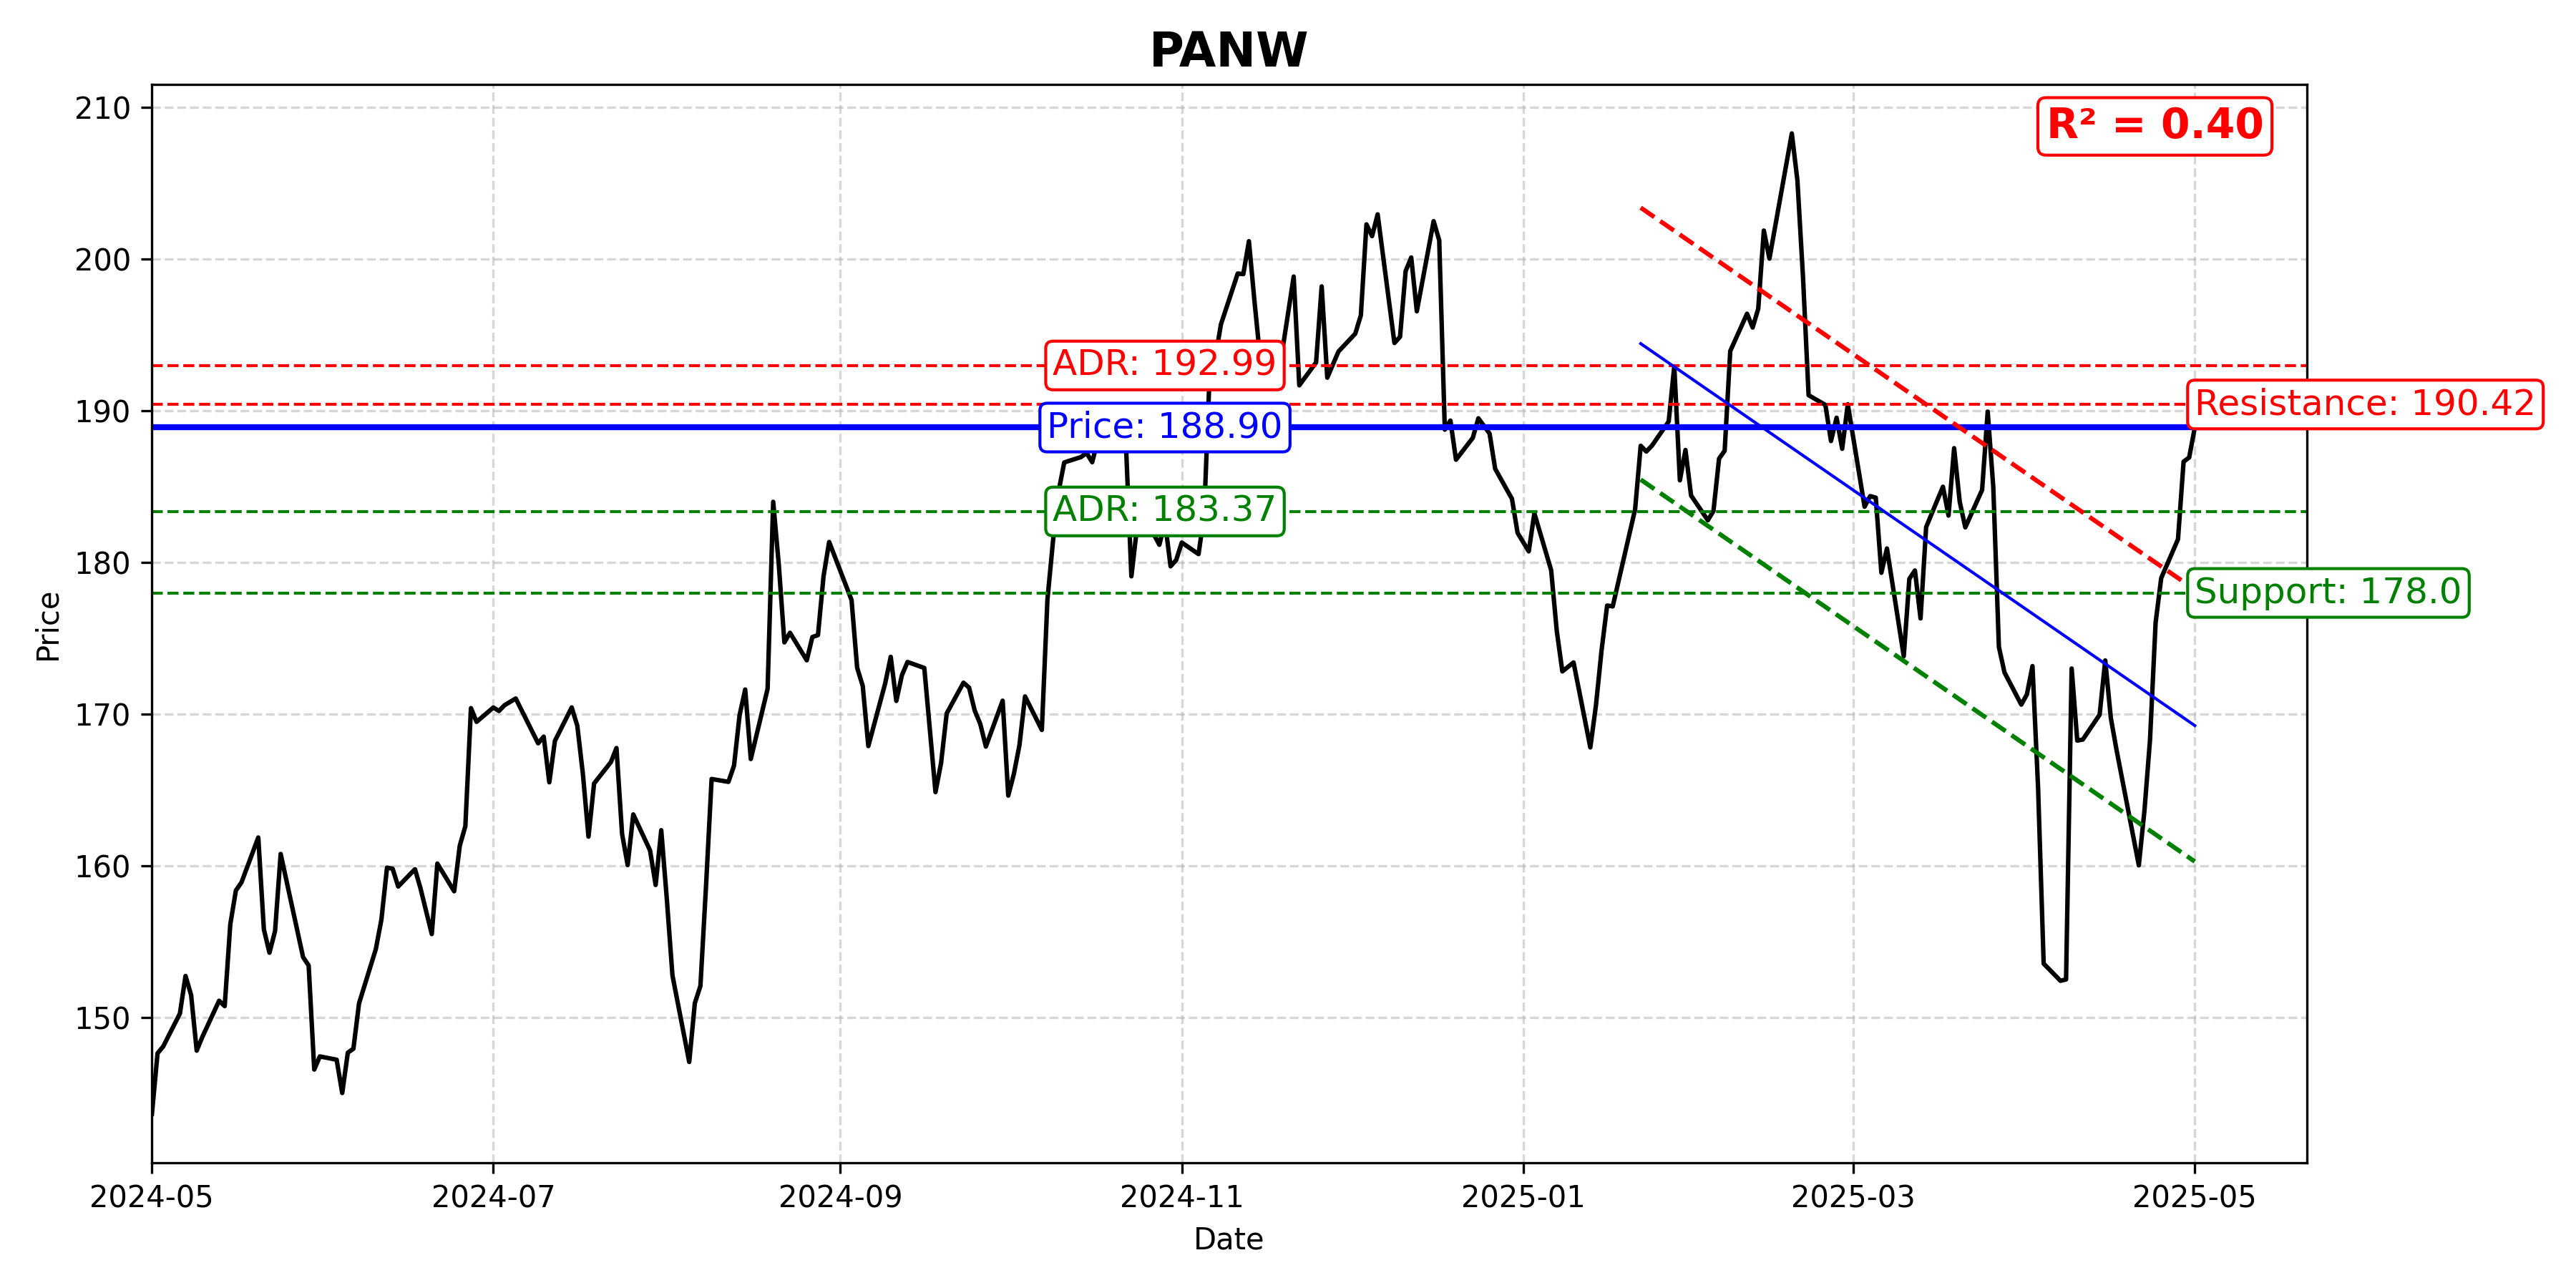 PANW
R² = 0.40
210
200
190
180
170
160
150
Price
ADR: 192.99
Price: 188.90
ADR: 183.37
Resistance: 190.42
Support: 178.0
2024-05
2024-07
2024-09
2024-11
2025-01
2025-03
2025-05
Date